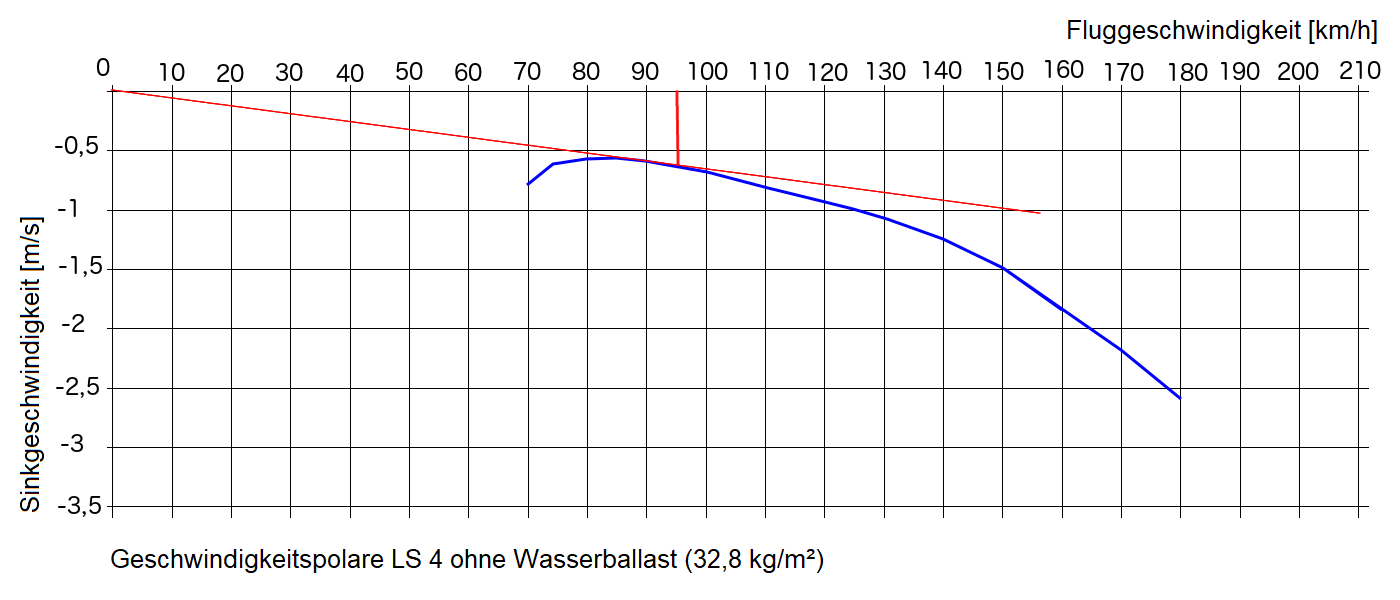 Fluggeschwindigkeit [km/h]
0 10 20 30 40 50 60 70 80 90 100 110 120 130 140 150 160 170 180 190 200 210
-0,5
-1
-1,5
-2
-2,5
-3
-3,5
Sinkgeschwindigkeit [m/s]
Geschwindigkeitspolare LS 4 ohne Wasserballast (32,8 kg/m²)